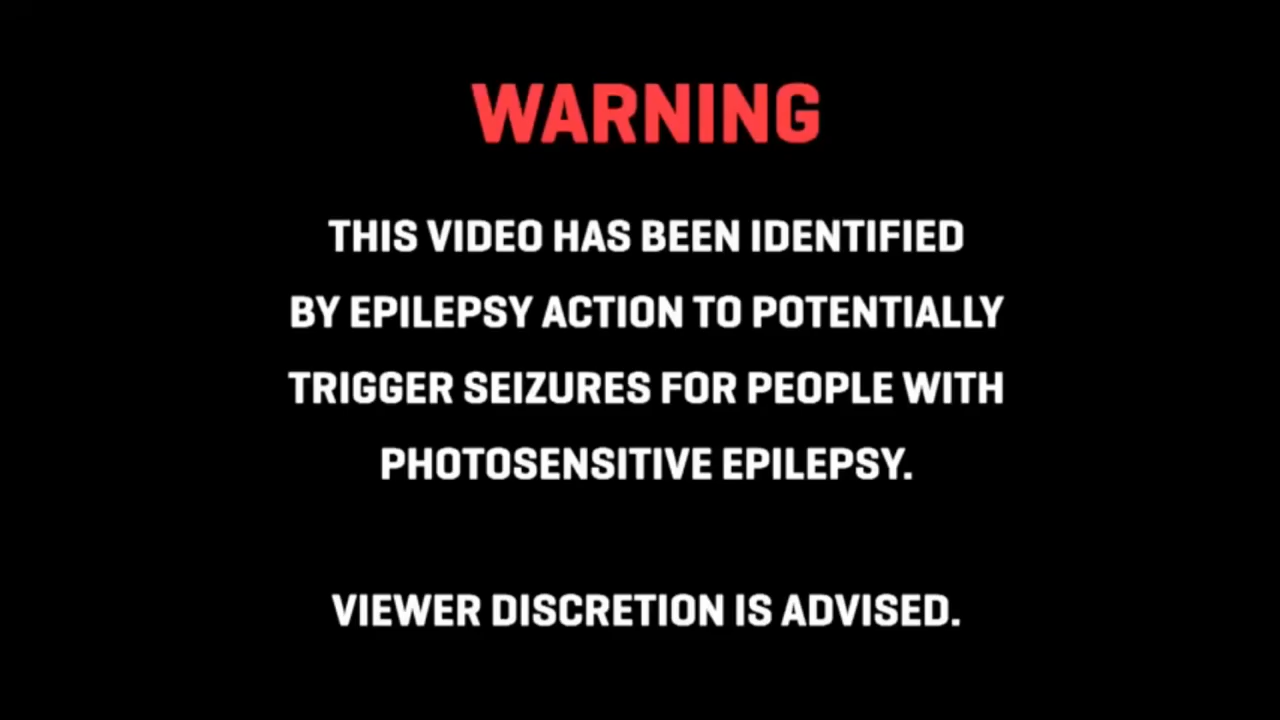 WARNING
THIS VIDEO HAS BEEN IDENTIFIED
BY EPILEPSY ACTION TO POTENTIALLY
TRIGGER SEIZURES FOR PEOPLE WITH
PHOTOSENSITIVE EPILEPSY.
VIEWER DISCRETION IS ADVISED.